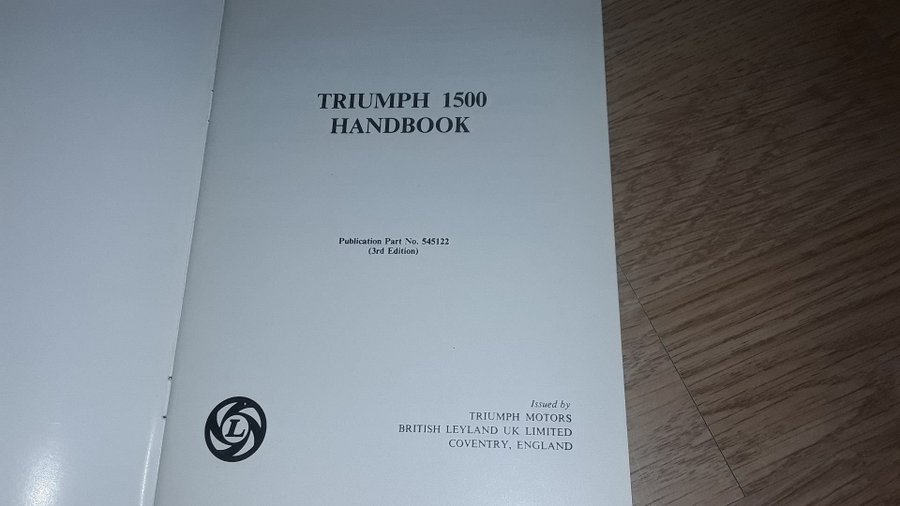 TRIUMPH 1500
HANDBOOK
Publication Part No. 545122
(3rd Edition)
L
Issued by
TRIUMPH MOTORS
BRITISH LEYLAND UK LIMITED
COVENTRY, ENGLAND